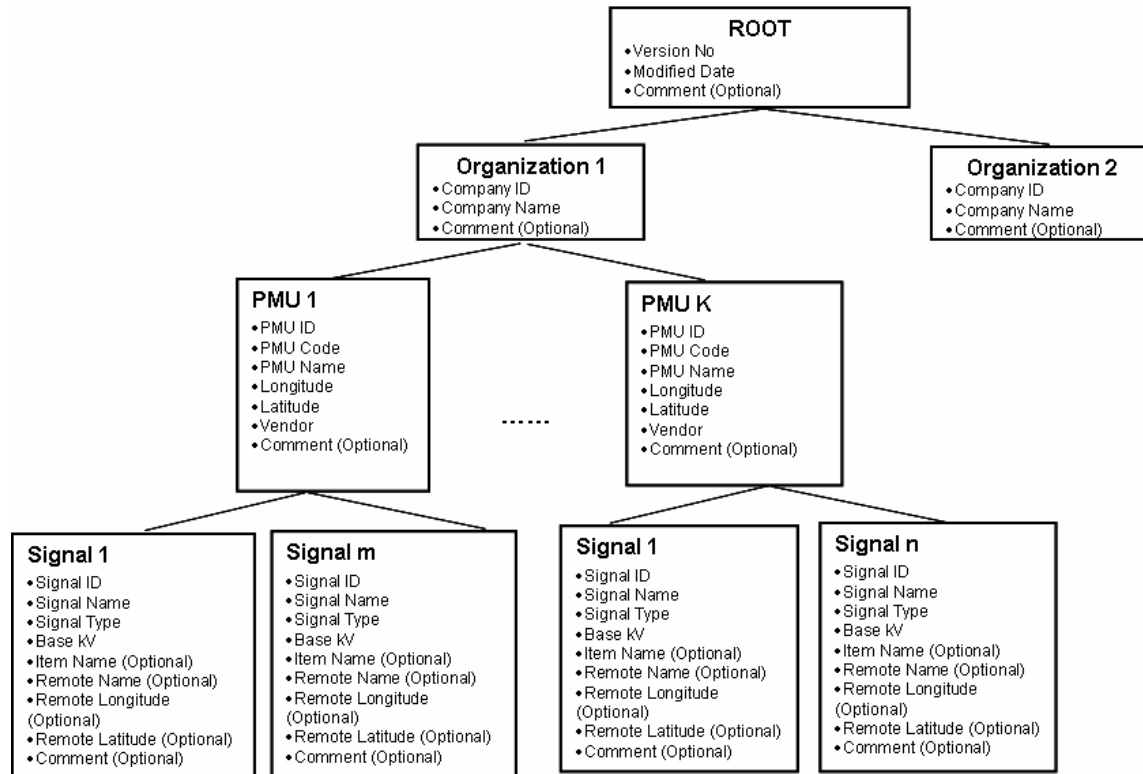 ROOT
•Version No
•Modified Date
•Comment (Optional)
Organization 1
•Company ID
•Company Name
•Comment (Optional)
Organization 2
•Company ID
•Company Name
•Comment (Optional)
PMU 1
•PMU ID
•PMU Code
•PMU Name
•Longitude
•Latitude
•Vendor
•Comment (Optional)
......
PMU K
•PMU ID
•PMU Code
•PMU Name
•Longitude
•Latitude
•Vendor
•Comment (Optional)
Signal 1
•Signal ID
•Signal Name
•Signal Type
•Base kV
•Item Name (Optional)
•Remote Name (Optional)
•Remote Longitude
(Optional)
•Remote Latitude (Optional)
•Comment (Optional)
Signal m
•Signal ID
•Signal Name
•Signal Type
•Base kV
•Item Name (Optional)
•Remote Name (Optional)
•Remote Longitude
(Optional)
•Remote Latitude (Optional)
•Comment (Optional)
Signal 1
•Signal ID
•Signal Name
•Signal Type
•Base kV
•Item Name (Optional)
•Remote Name (Optional)
•Remote Longitude
(Optional)
•Remote Latitude (Optional)
•Comment (Optional)
Signal n
•Signal ID
•Signal Name
•Signal Type
•Base kV
•Item Name (Optional)
•Remote Name (Optional)
•Remote Longitude
(Optional)
•Remote Latitude (Optional)
•Comment (Optional)